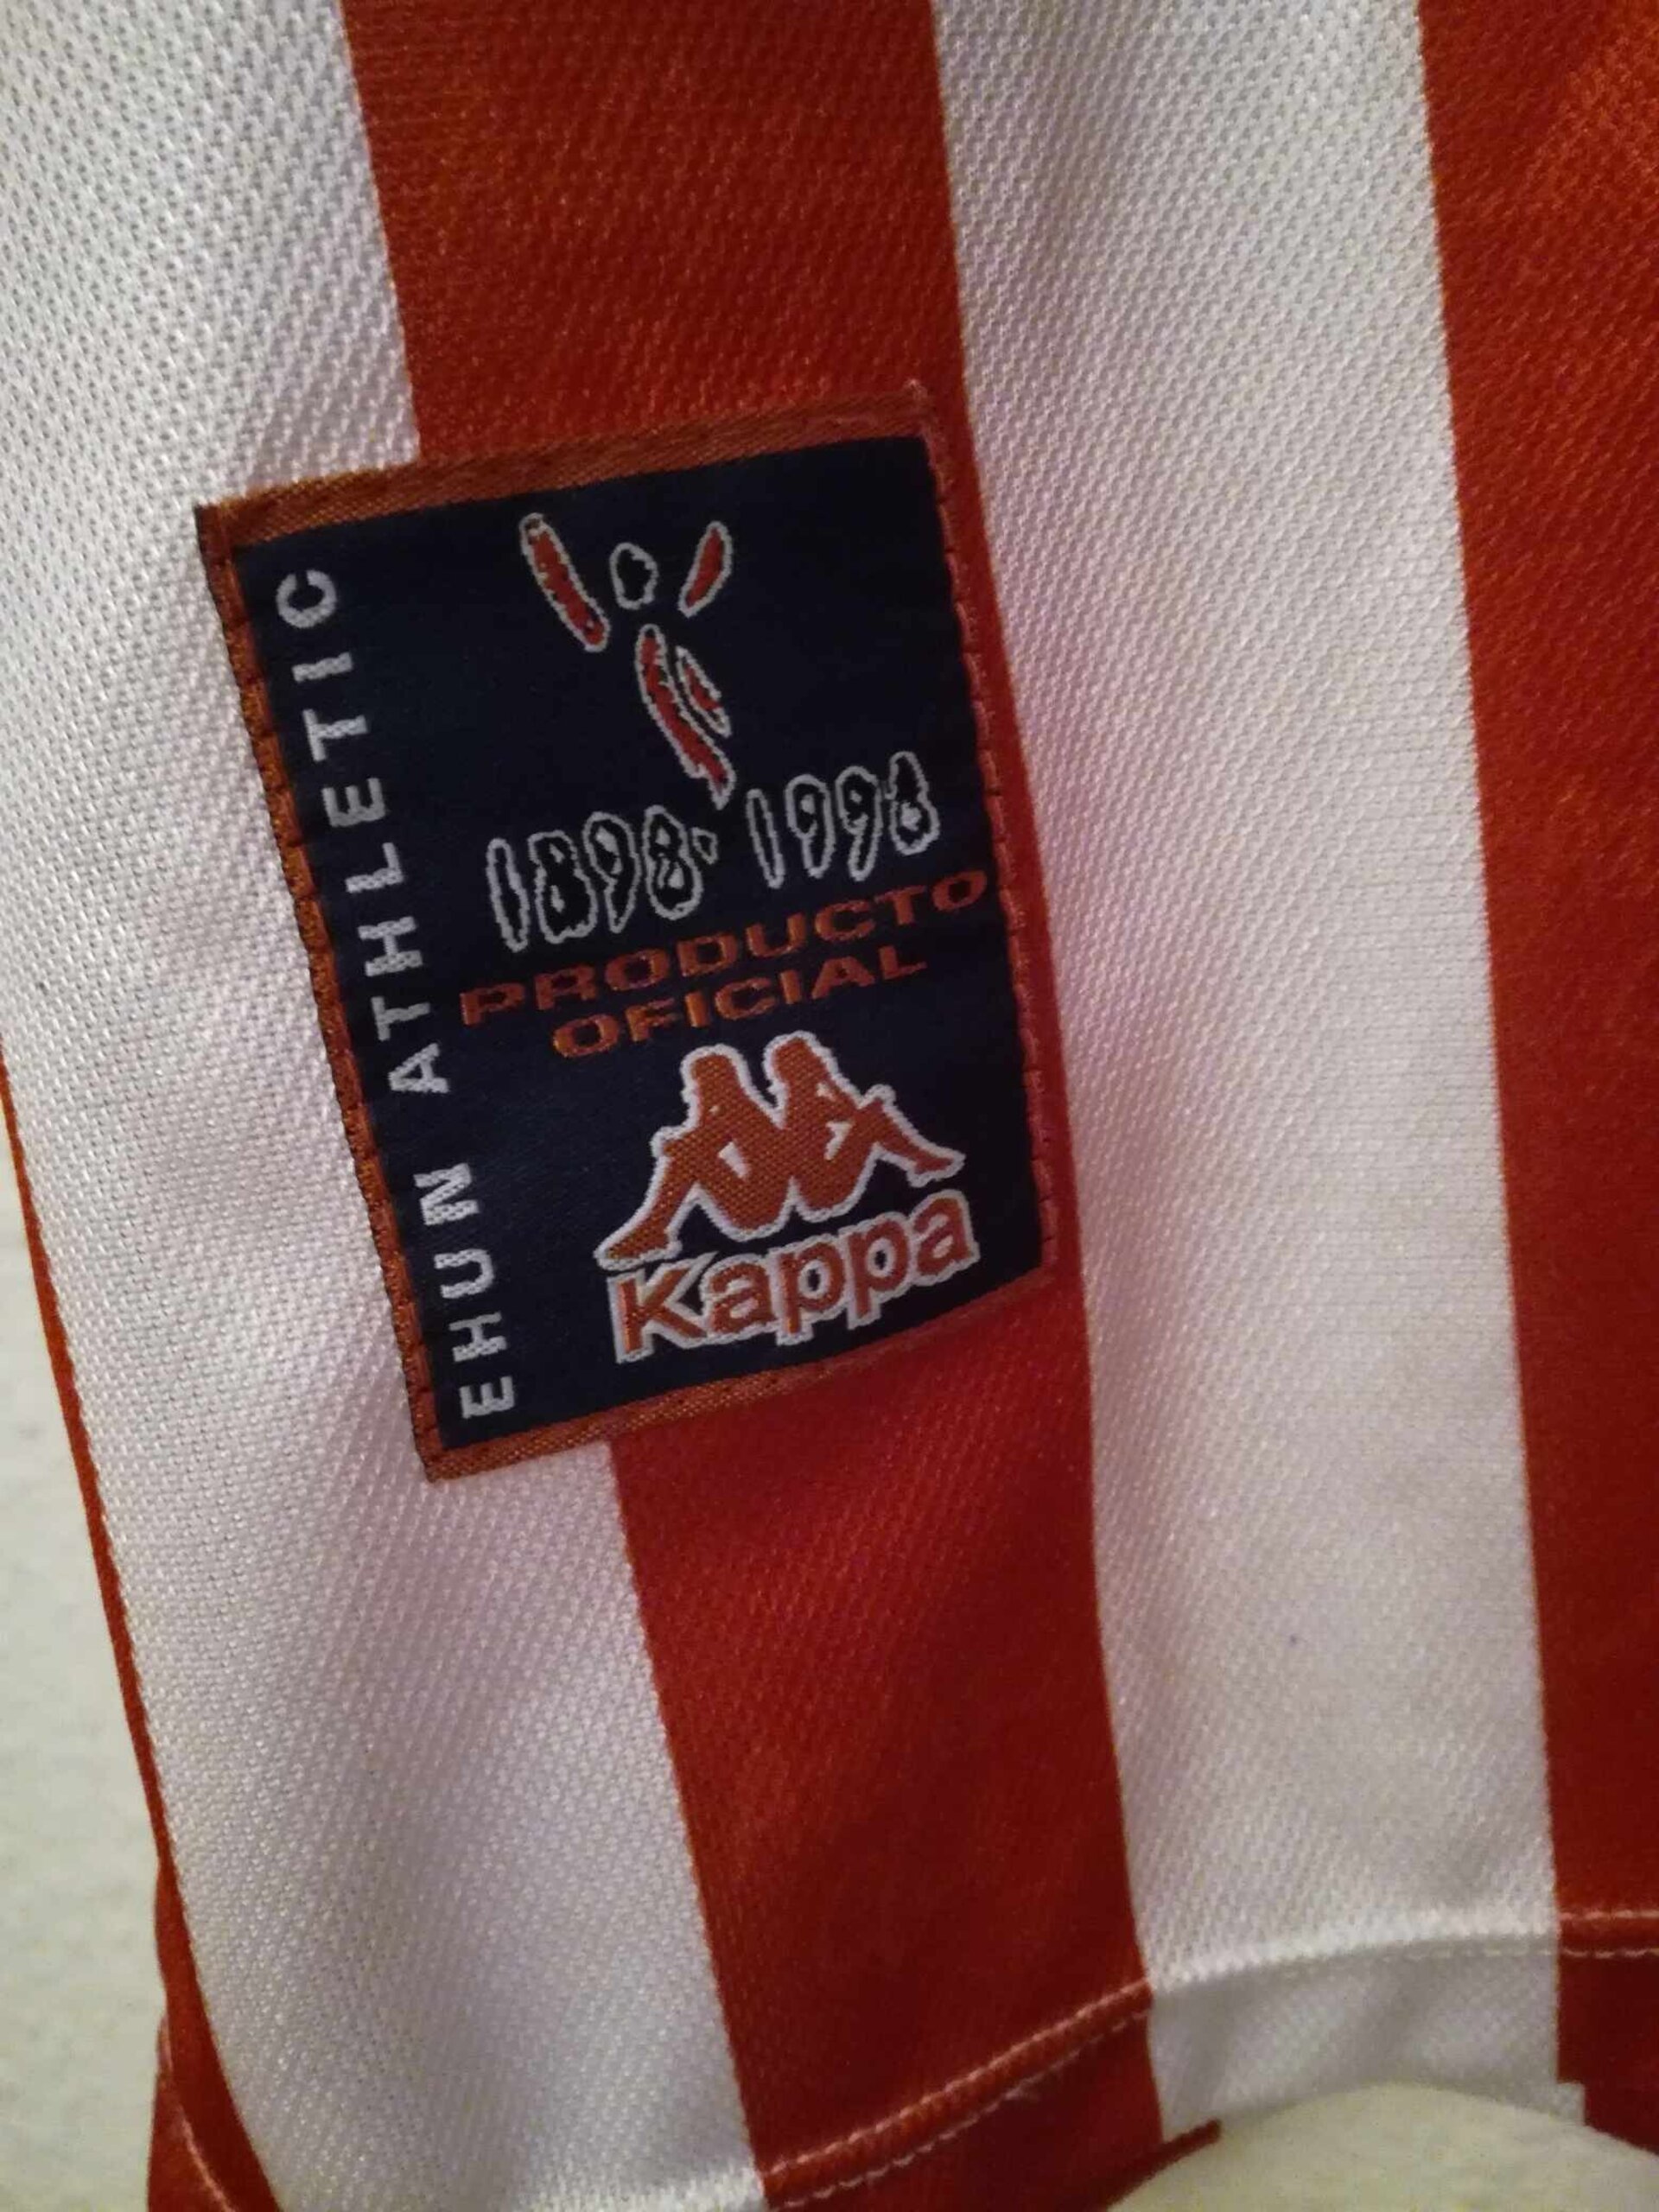 EHUN ATHLETIC
1898-1998
PRODUCTO
OFICIAL
Kappa